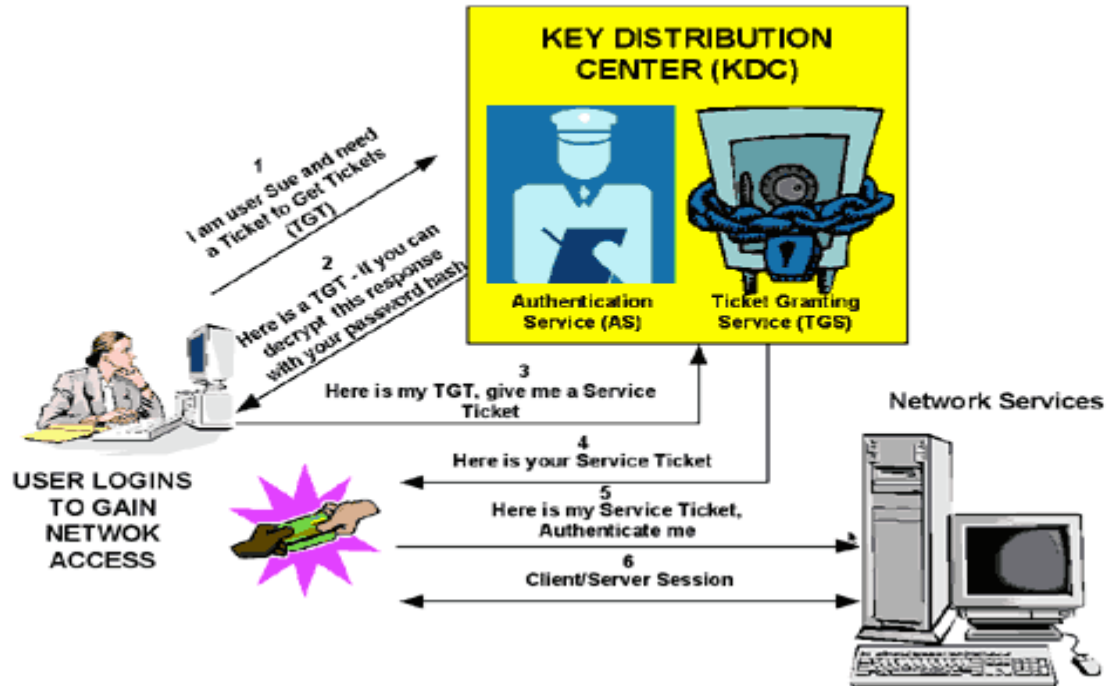 KEY DISTRIBUTION
CENTER (KDC)
Authentication
Service (AS)
Ticket Granting
Service (TGS)
1
I am user Sue and need
a Ticket to Get Tickets
(TGT)
2
Here is a TGT - if you can
decrypt this response
with your password hash
3
Here is my TGT, give me a Service
Ticket
Network Services
4
Here is your Service Ticket
5
Here is my Service Ticket,
Authenticate me
6
Client/Server Session
USER LOGINS
TO GAIN
NETWOK
ACCESS